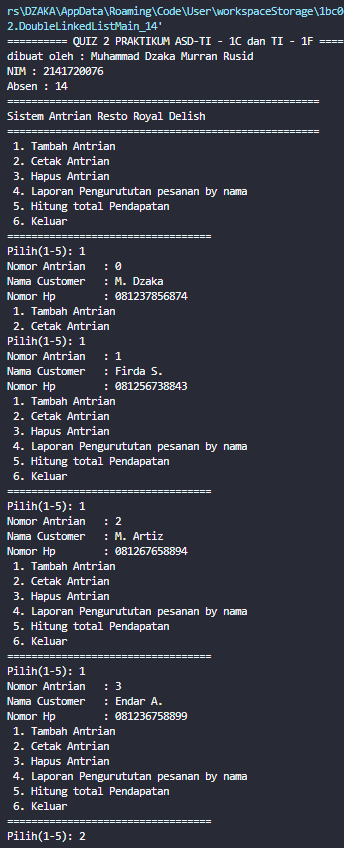 rs\DZAKA\AppData\Roaming\Code\User\workspaceStorage\1bc0
2.DoubleLinkedListMain_14'
========== QUIZ 2 PRAKTIKUM ASD-TI - 1C dan TI - 1F ====
dibuat oleh : Muhammad Dzaka Murran Rusid
NIM : 2141720076
Absen : 14
====================================================
Sistem Antrian Resto Royal Delish
====================================================
1. Tambah Antrian
2. Cetak Antrian
3. Hapus Antrian
4. Laporan Pengurututan pesanan by nama
5. Hitung total Pendapatan
6. Keluar
==================================
Pilih(1-5): 1
Nomor Antrian : 0
Nama Customer : M. Dzaka
Nomor Hp : 081237856874
1. Tambah Antrian
2. Cetak Antrian
Pilih(1-5): 1
Nomor Antrian : 1
Nama Customer : Firda S.
Nomor Hp : 081256738843
1. Tambah Antrian
2. Cetak Antrian
3. Hapus Antrian
4. Laporan Pengurututan pesanan by nama
5. Hitung total Pendapatan
6. Keluar
==================================
Pilih(1-5): 1
Nomor Antrian : 2
Nama Customer : M. Artiz
Nomor Hp : 081267658894
1. Tambah Antrian
2. Cetak Antrian
3. Hapus Antrian
4. Laporan Pengurututan pesanan by nama
5. Hitung total Pendapatan
6. Keluar
==================================
Pilih(1-5): 1
Nomor Antrian : 3
Nama Customer : Endar A.
Nomor Hp : 081236758899
1. Tambah Antrian
2. Cetak Antrian
3. Hapus Antrian
4. Laporan Pengurututan pesanan by nama
5. Hitung total Pendapatan
6. Keluar
==================================
Pilih(1-5): 2